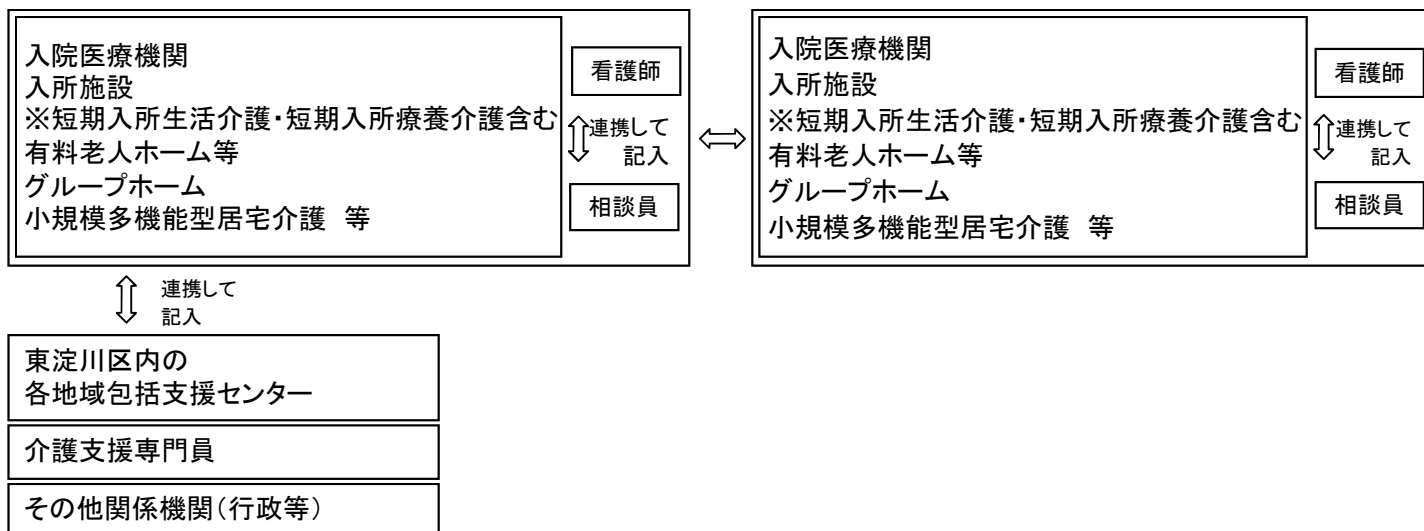 入院医療機関
入所施設
※短期入所生活介護・短期入所療養介護含む
有料老人ホーム等
グループホーム
小規模多機能型居宅介護　等
看護師
連携して
記入
相談員
入院医療機関
入所施設
※短期入所生活介護・短期入所療養介護含む
有料老人ホーム等
グループホーム
小規模多機能型居宅介護　等
看護師
連携して
記入
相談員
連携して
記入
東淀川区内の
各地域包括支援センター
介護支援専門員
その他関係機関（行政等）